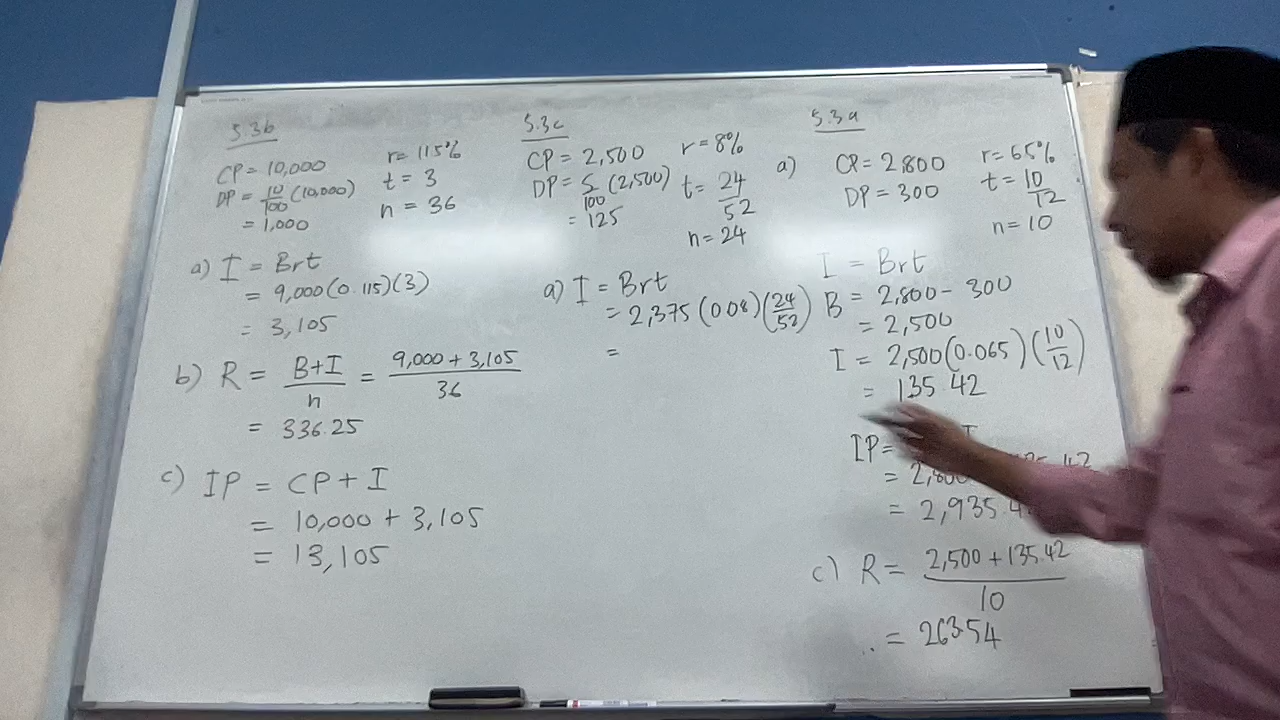 5.3b
CP = 10,000
r = 11.5%
DP = 10/100 (10,000)
t = 3
= 1,000
n = 36
a) I = Brt
= 9,000(0.115)(3)
= 3,105
b) R = B+I/n = 9,000 + 3,105/36
= 336.25
c) IP = CP + I
= 10,000 + 3,105
= 13,105
5.3c
CP = 2,500
r = 8%
DP = 5/100 (2,500)
t = 24/52
= 125
n = 24
a) I = Brt
= 2,375 (0.08)(24/52)
=
5.3a
a) CP = 2,800
r = 6.5%
DP = 300
t = 10/12
n = 10
I = Brt
B = 2,800 - 300
= 2,500
I = 2,500(0.065)(10/12)
= 135.42
IP =
I
= 2,800
= 2,935.4
c) R = 2,500 + 135.42/10
= 263.54